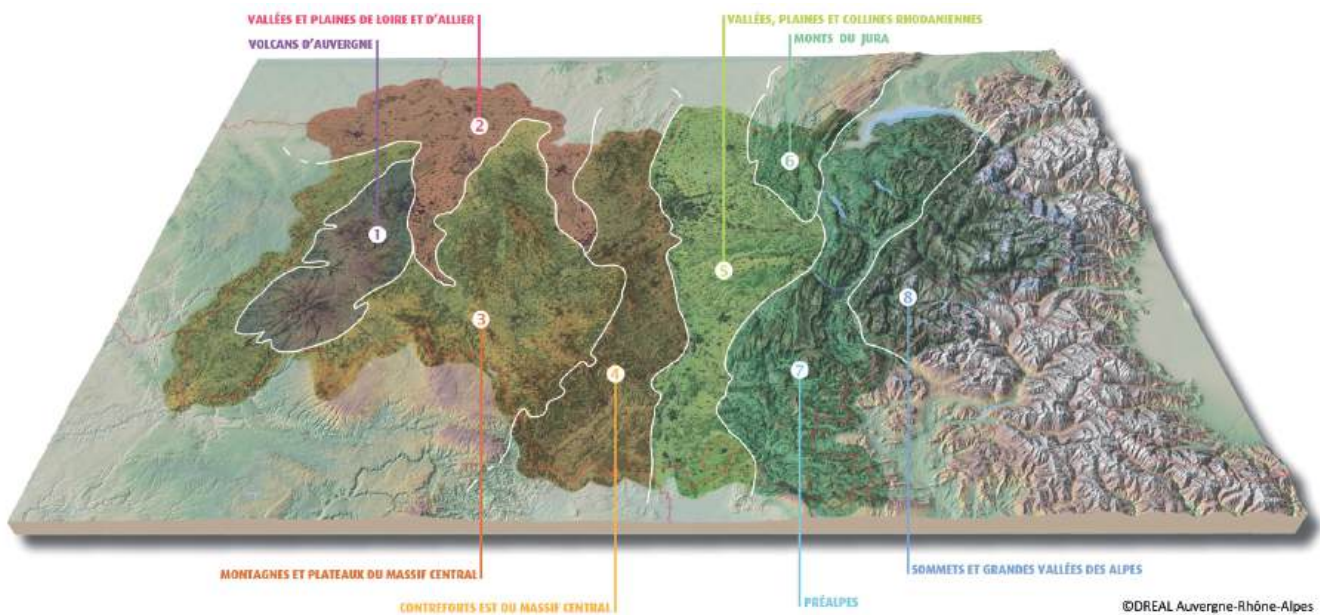 VALLÉES ET PLAINES DE LOIRE ET D'ALLIER
VALLÉES, PLAINES ET COLLINES RHODANIENNES
VOLCANS D'AUVERGNE
MONTS DU JURA
2
6
1
5
8
3
4
7
MONTAGNES ET PLATEAUX DU MASSIF CENTRAL
SOMMETS ET GRANDES VALLÉES DES ALPES
CONTREFORTS EST DU MASSIF CENTRAL
PRÉALPES
©DREAL Auvergne-Rhône-Alpes